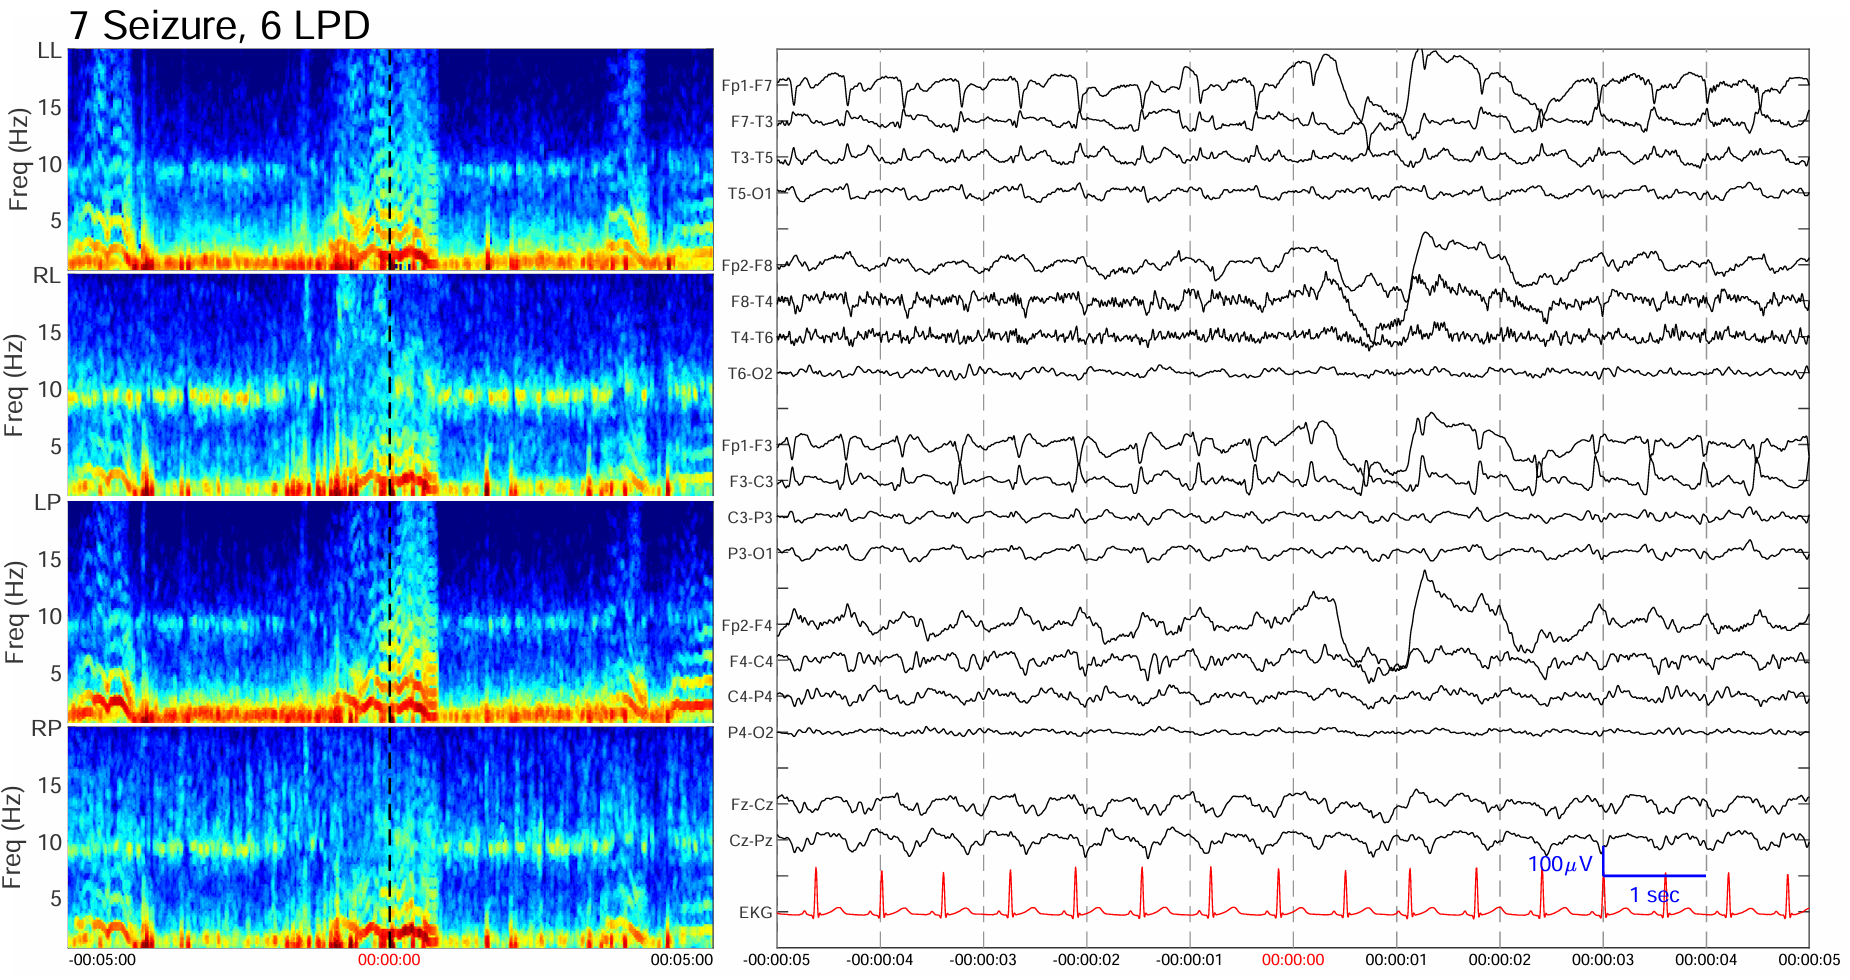 7 Seizure, 6 LPD
LL
Freq (Hz)
15
10
5
RL
Freq (Hz)
15
10
5
LP
Freq (Hz)
15
10
5
RP
Freq (Hz)
15
10
5
-00:05:00
00:00:00
00:05:00
Fp1-F7
F7-T3
T3-T5
T5-O1
Fp2-F8
F8-T4
T4-T6
T6-O2
Fp1-F3
F3-C3
C3-P3
P3-O1
Fp2-F4
F4-C4
C4-P4
P4-O2
Fz-Cz
Cz-Pz
EKG
100μV
1 sec
-00:00:05
-00:00:04
-00:00:03
-00:00:02
-00:00:01
00:00:00
00:00:01
00:00:02
00:00:03
00:00:04
00:00:05